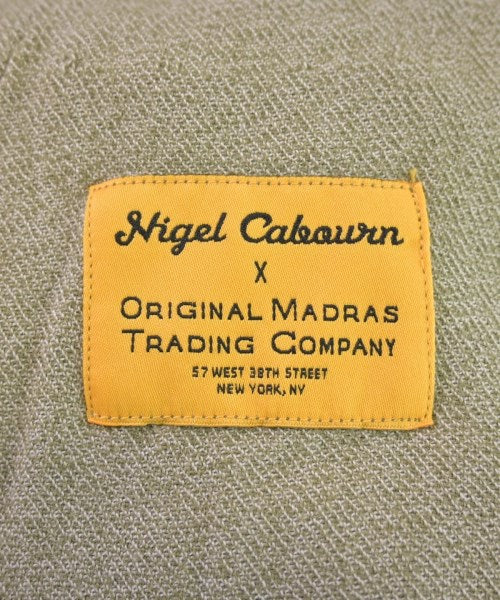 Nigel Cabourn
X
ORIGINAL MADRAS
TRADING COMPANY
57 WEST 38TH STREET
NEW YORK, NY